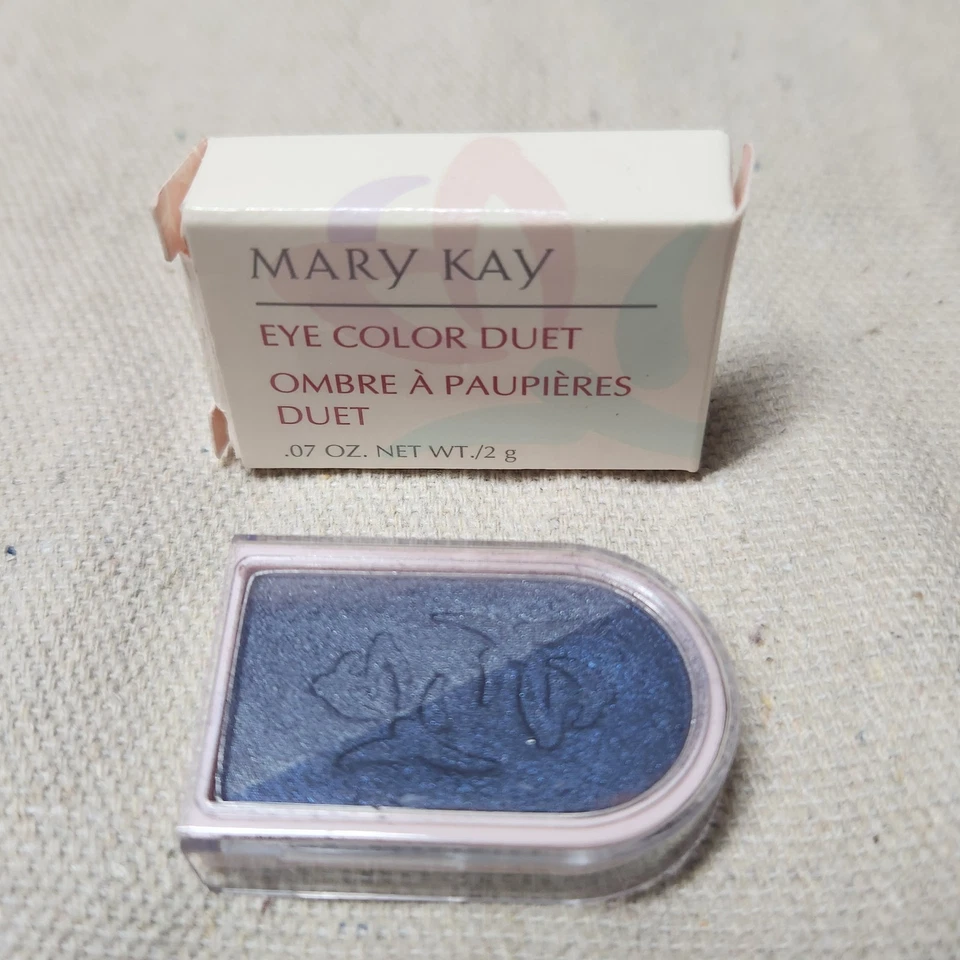 MARY KAY
EYE COLOR DUET
OMBRE À PAUPIÈRES
DUET
.07 OZ. NET WT./2 g